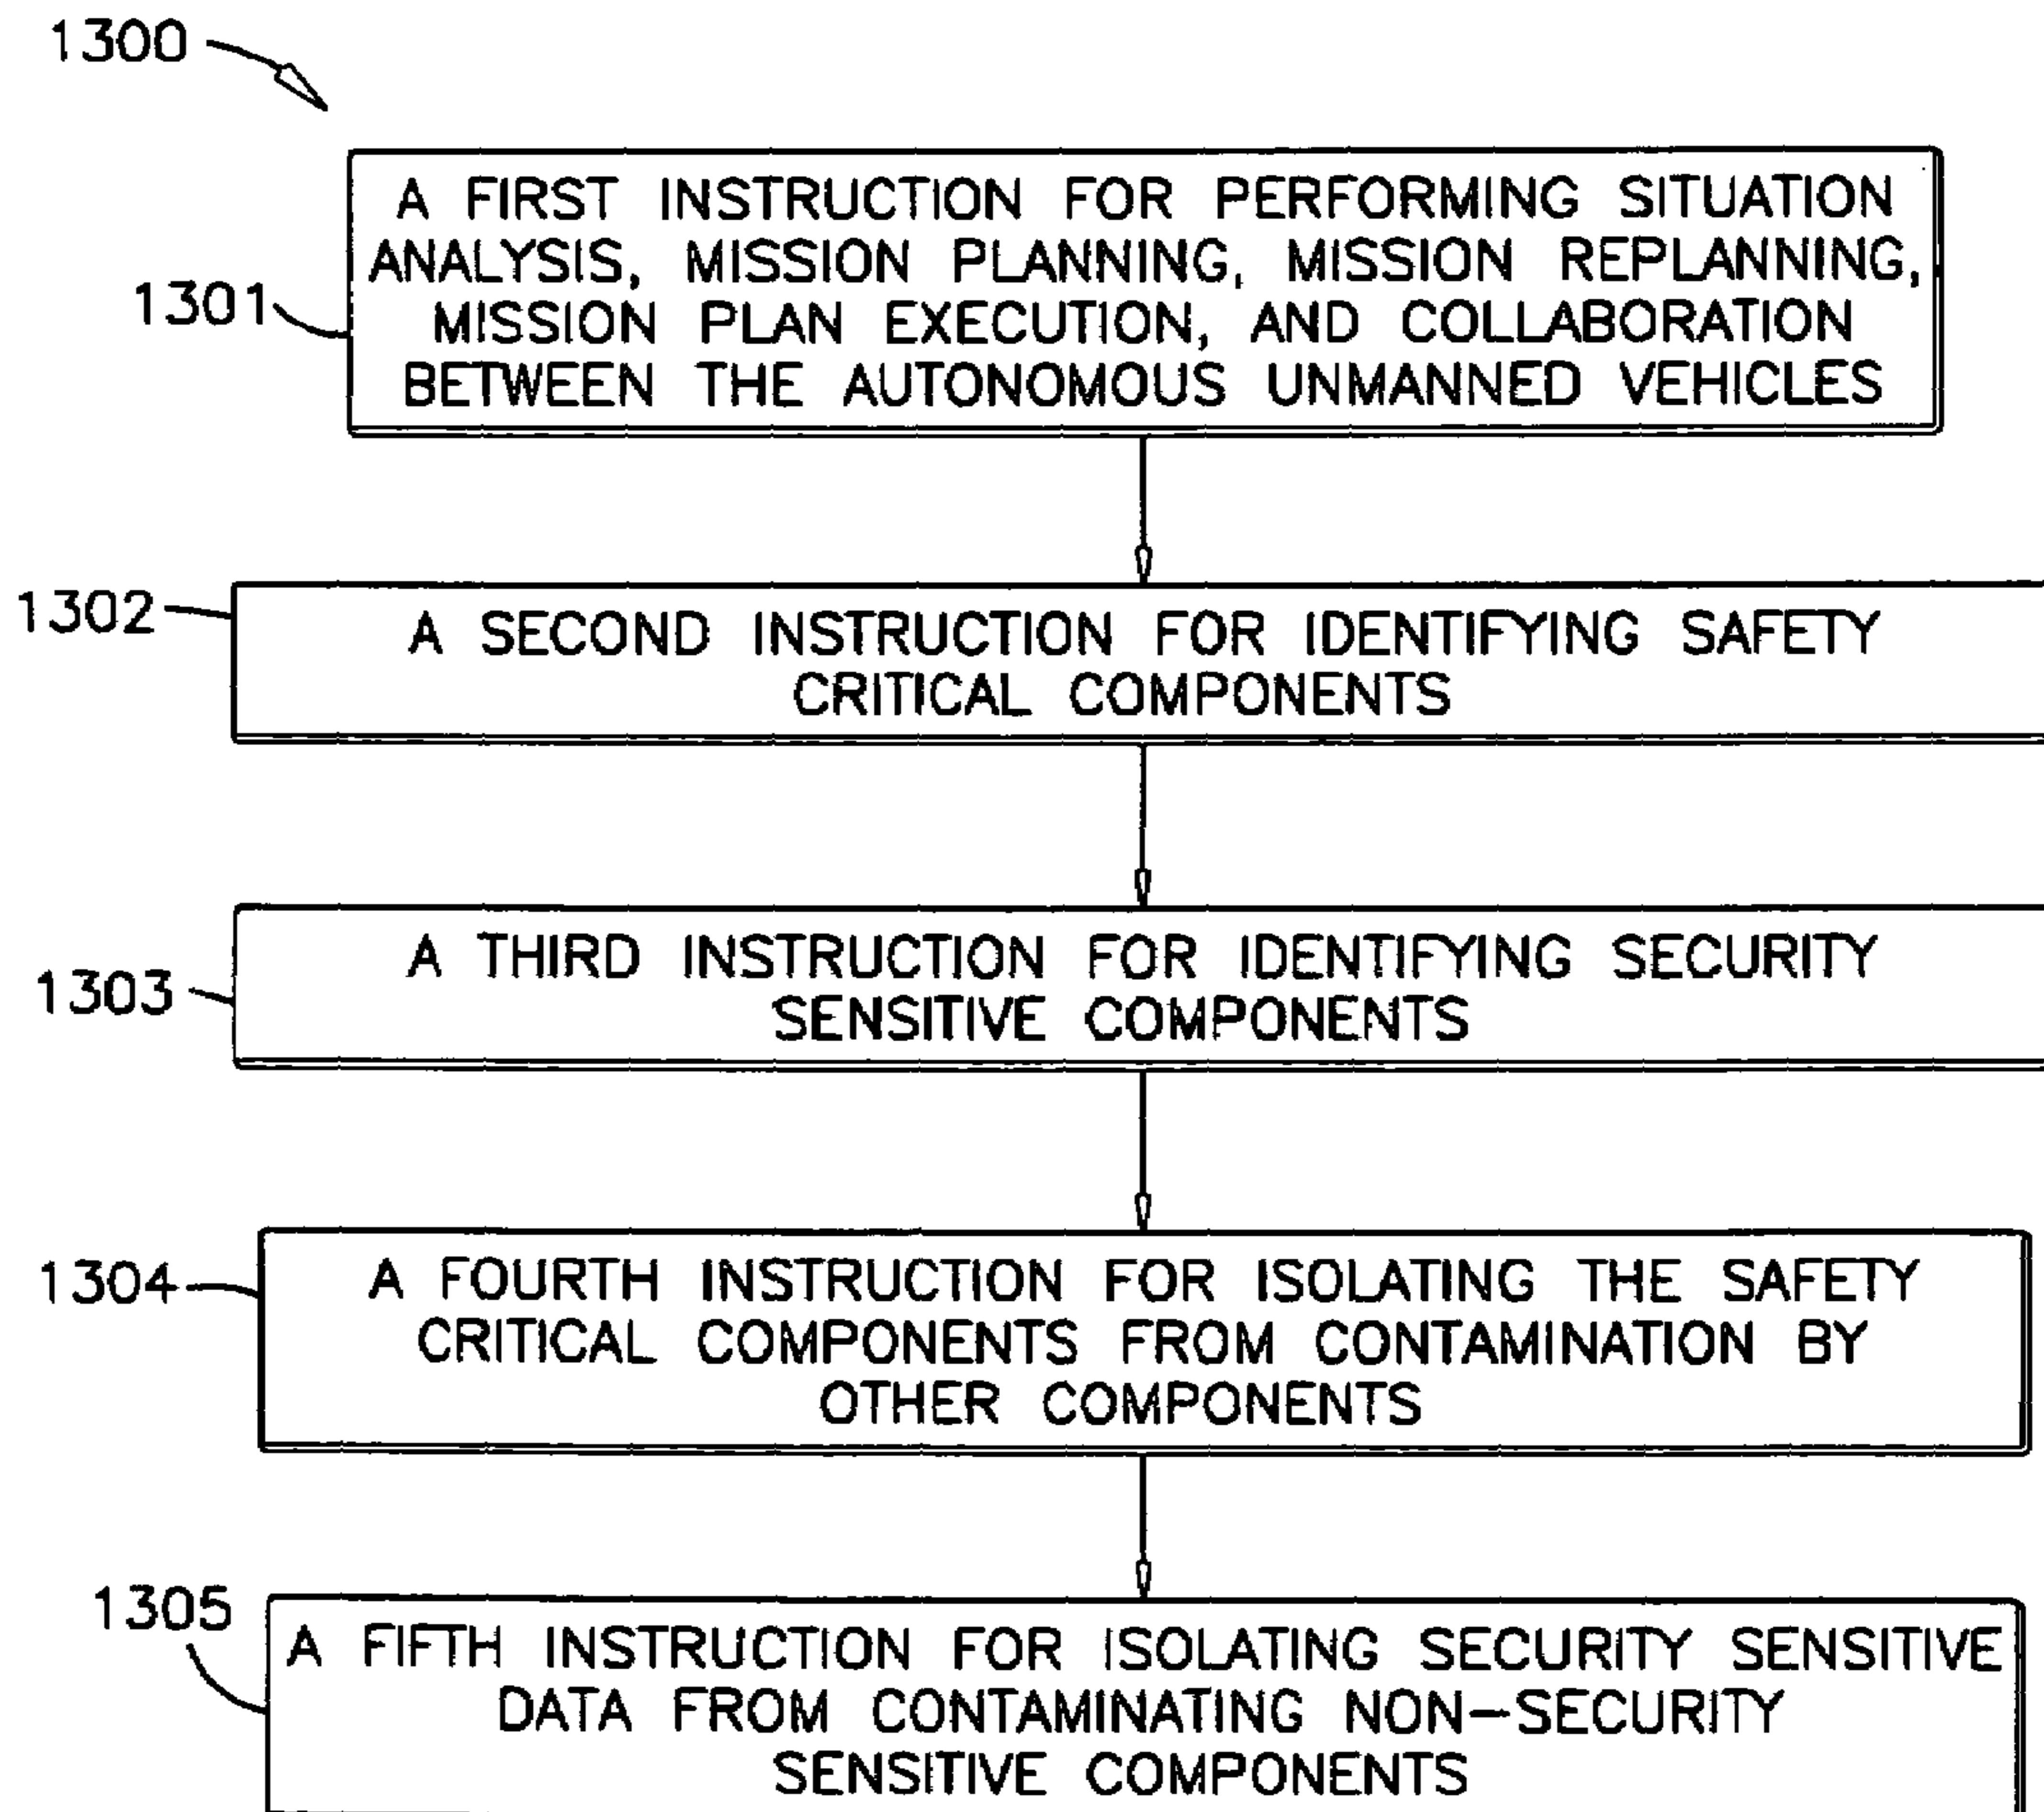 1300
A FIRST INSTRUCTION FOR PERFORMING SITUATION
ANALYSIS, MISSION PLANNING, MISSION REPLANNING,
1301
MISSION PLAN EXECUTION, AND COLLABORATION
BETWEEN THE AUTONOMOUS UNMANNED VEHICLES
1302
A SECOND INSTRUCTION FOR IDENTIFYING SAFETY
CRITICAL COMPONENTS
1303
A THIRD INSTRUCTION FOR IDENTIFYING SECURITY
SENSITIVE COMPONENTS
1304
A FOURTH INSTRUCTION FOR ISOLATING THE SAFETY
CRITICAL COMPONENTS FROM CONTAMINATION BY
OTHER COMPONENTS
1305
A FIFTH INSTRUCTION FOR ISOLATING SECURITY SENSITIVE
DATA FROM CONTAMINATING NON-SECURITY
SENSITIVE COMPONENTS